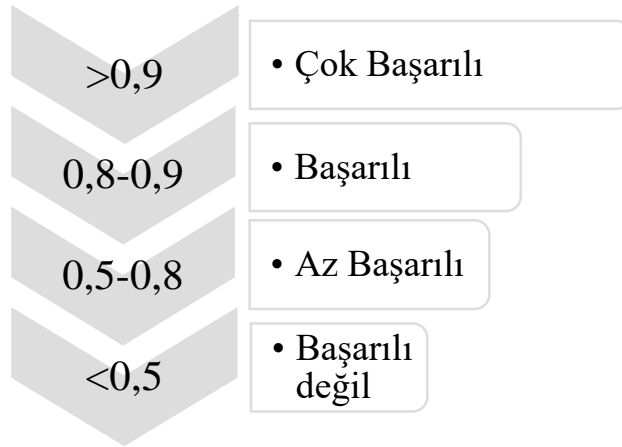 >0,9
• Çok Başarılı
0,8-0,9
• Başarılı
0,5-0,8
• Az Başarılı
<0,5
• Başarılı
değil